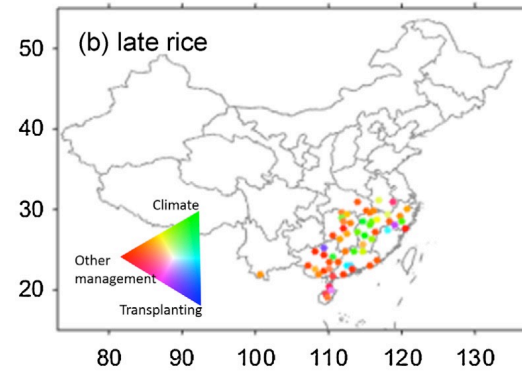 (b) late rice
50
40
30
20
Climate
Other
management
Transplanting
80 90 100 110 120 130